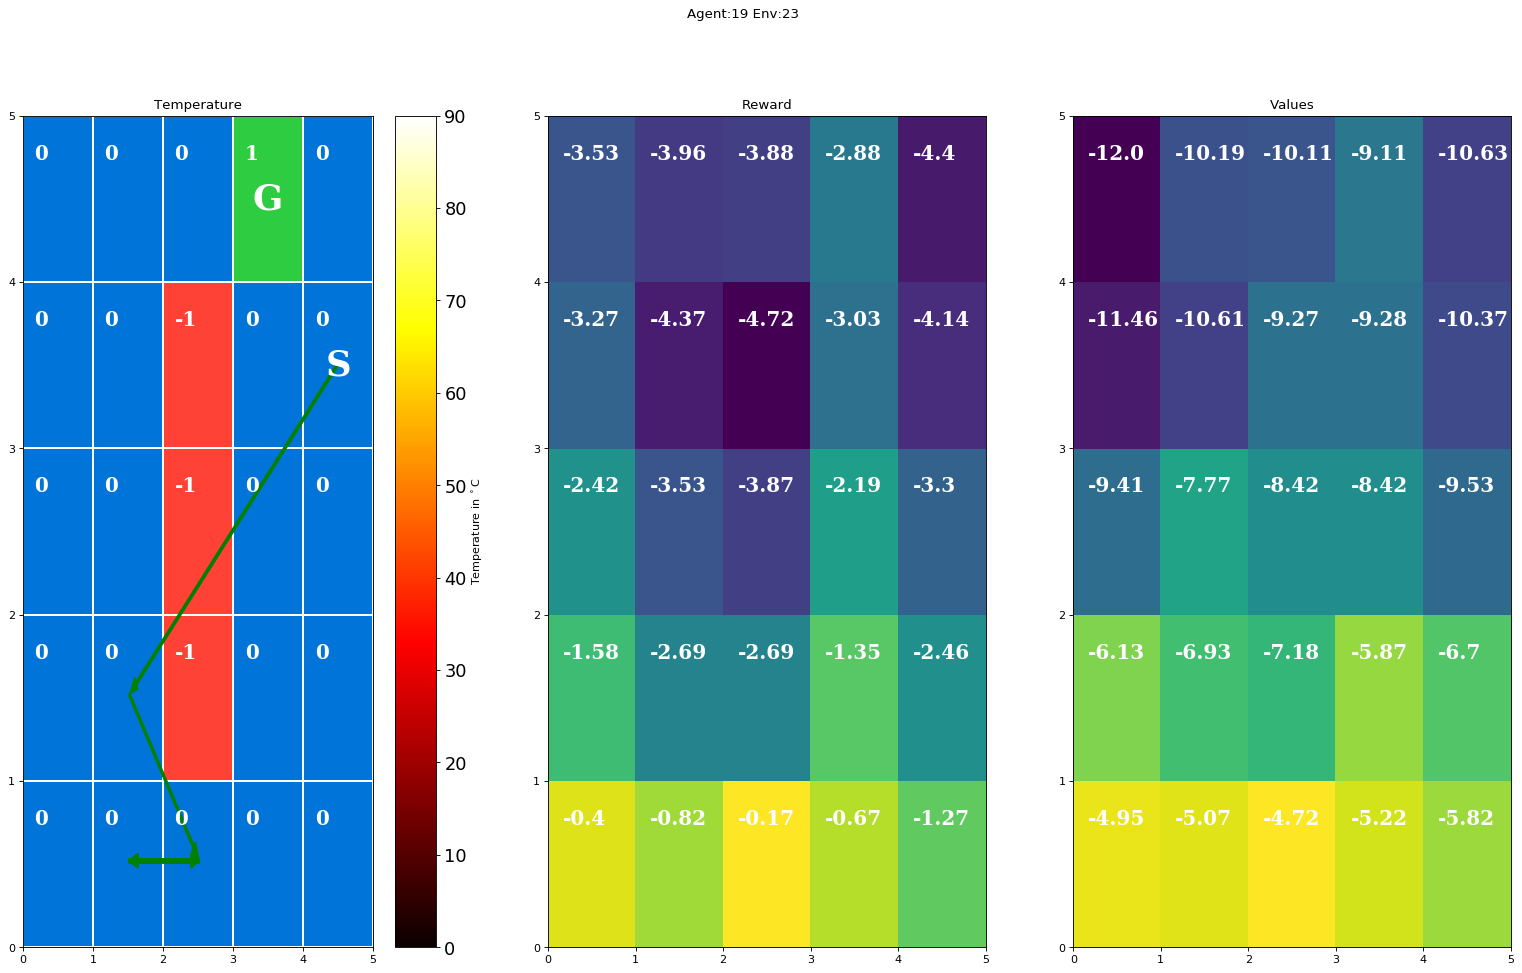 Agent:19 Env:23
Temperature
5
4
3
2
1
0
0 1 2 3 4 5
0 0 0 1 0
G
0 0 -1 0 0
S
0 0 -1 0 0
0 0 -1 0 0
0 0 0 0 0
90
80
70
60
50
40
30
20
10
0
Temperature in °C
Reward
5
4
3
2
1
0
0 1 2 3 4 5
-3.53 -3.96 -3.88 -2.88 -4.4
-3.27 -4.37 -4.72 -3.03 -4.14
-2.42 -3.53 -3.87 -2.19 -3.3
-1.58 -2.69 -2.69 -1.35 -2.46
-0.4 -0.82 -0.17 -0.67 -1.27
Values
5
4
3
2
1
0
0 1 2 3 4 5
-12.0 -10.19 -10.11 -9.11 -10.63
-11.46 -10.61 -9.27 -9.28 -10.37
-9.41 -7.77 -8.42 -8.42 -9.53
-6.13 -6.93 -7.18 -5.87 -6.7
-4.95 -5.07 -4.72 -5.22 -5.82